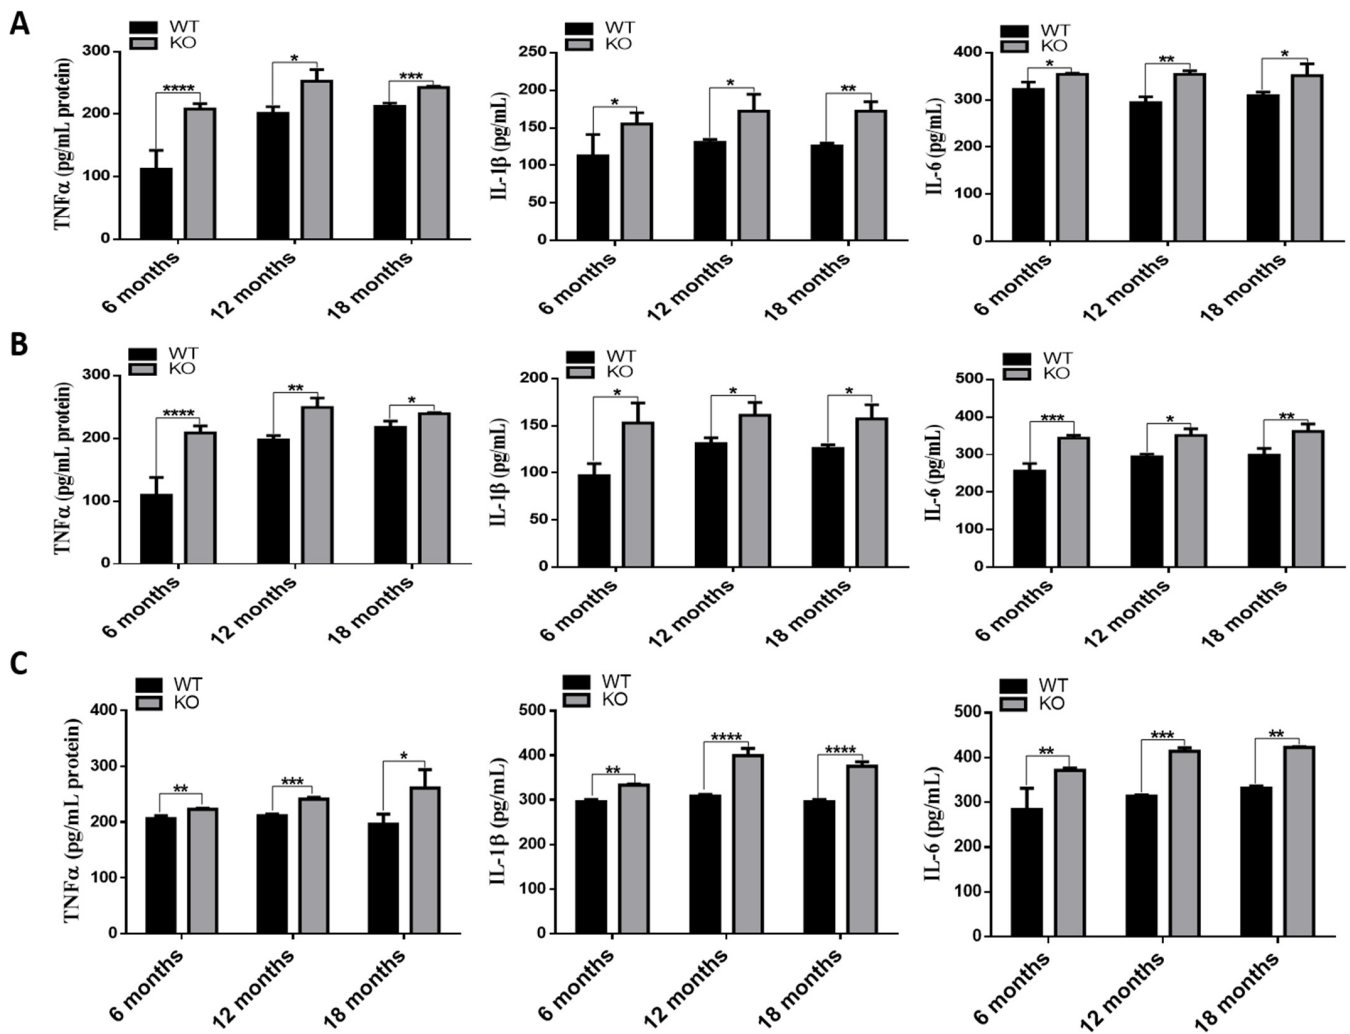 A
WT
KO
TNFα (pg/mL protein)
300
200
100
0
****
*
***
6 months
12 months
18 months
WT
KO
IL-1β (pg/mL)
250
200
150
100
50
0
*
*
**
6 months
12 months
18 months
WT
KO
IL-6 (pg/mL)
400
300
200
100
0
*
**
*
6 months
12 months
18 months
B
WT
KO
TNFα (pg/mL protein)
300
200
100
0
****
**
*
6 months
12 months
18 months
WT
KO
IL-1β (pg/mL)
200
150
100
50
0
*
*
*
6 months
12 months
18 months
WT
KO
IL-6 (pg/mL)
500
400
300
200
100
0
***
*
**
6 months
12 months
18 months
C
WT
KO
TNFα (pg/mL protein)
400
300
200
100
0
**
***
*
6 months
12 months
18 months
WT
KO
IL-1β (pg/mL)
500
400
300
200
100
0
**
****
****
6 months
12 months
18 months
WT
KO
IL-6 (pg/mL)
500
400
300
200
100
0
**
***
**
6 months
12 months
18 months